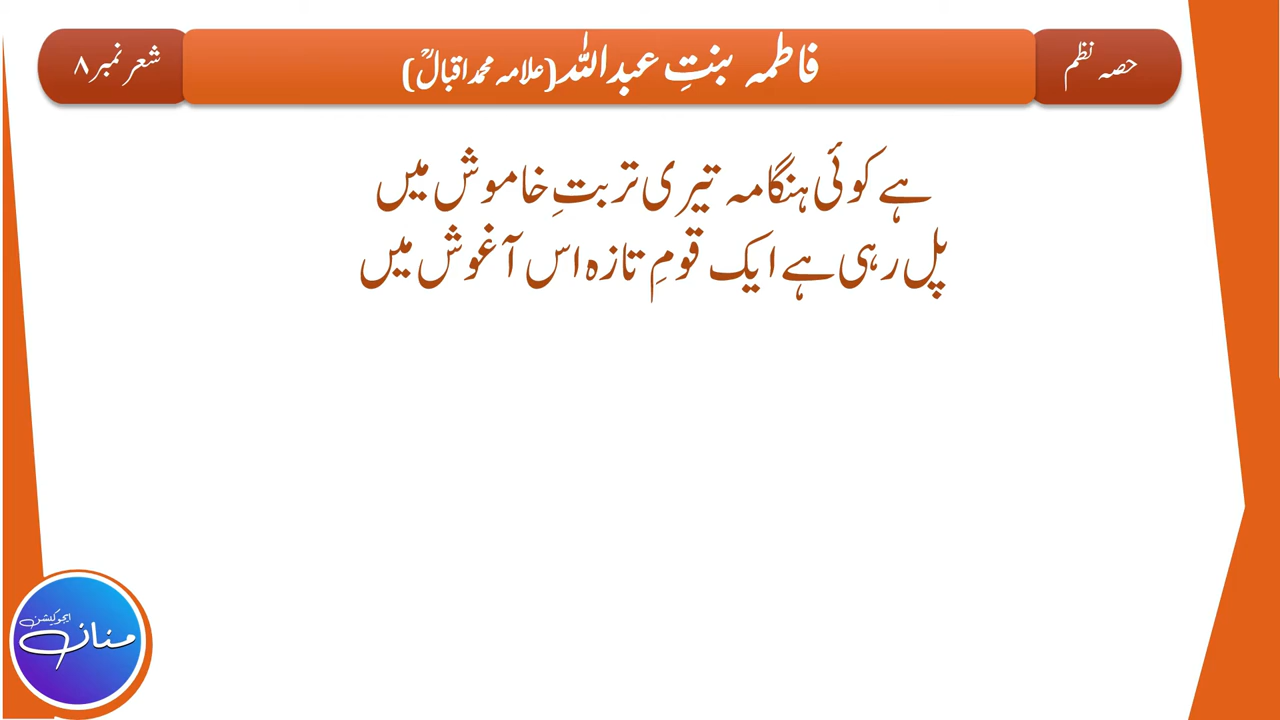 حصہ نظم
فاطمہ بنتِ عبداللہ (علامہ محمد اقبالؒ)
شعر نمبر ۸
ہے کوئی ہنگامہ تیری تربتِ خاموش میں
پل رہی ہے ایک قومِ تازہ اس آغوش میں
ایجوکیشن
منان